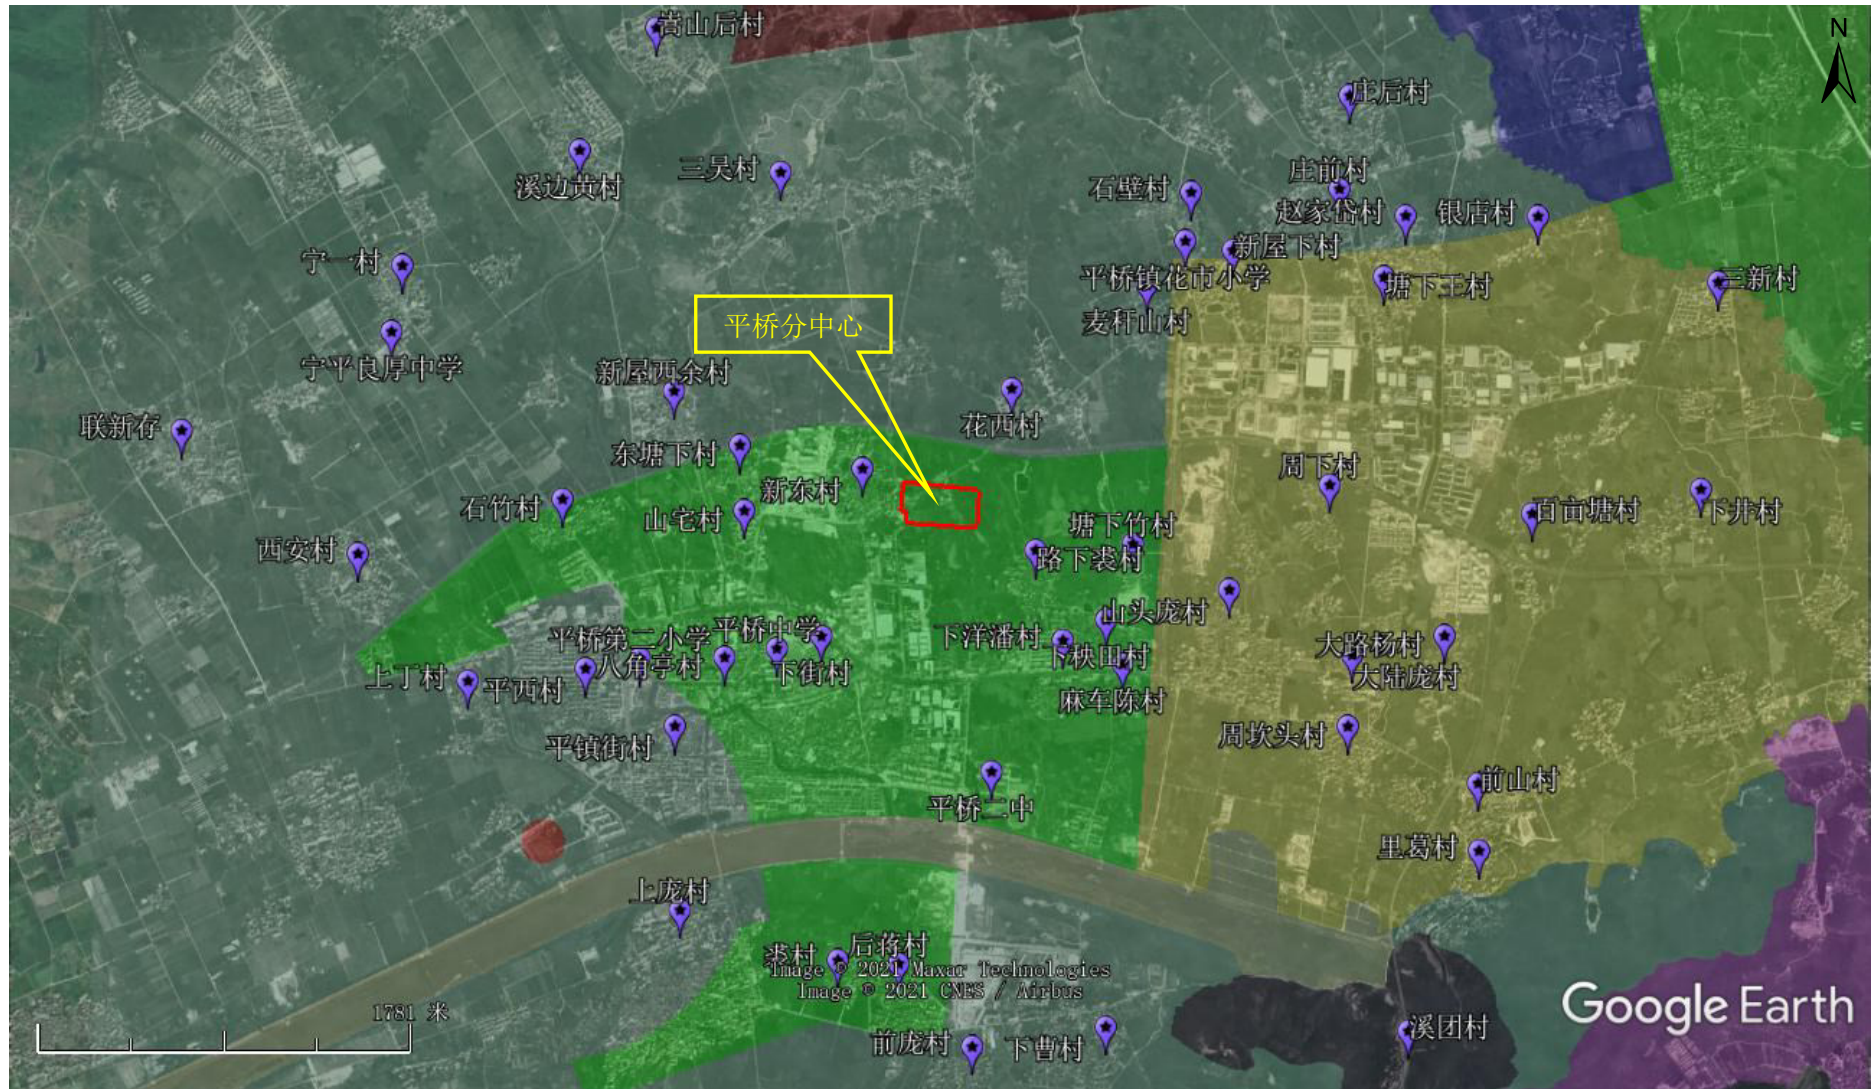 N
嵩山后村
庄后村
溪边黄村
三吴村
石壁村
庄前村
赵家岱村
银店村
宁一村
新屋下村
平桥镇花市小学
塘下王村
三新村
平桥分中心
麦秆山村
宁平良厚中学
新屋西余村
联新存
花西村
东塘下村
周下村
新东村
石竹村
山宅村
百亩塘村
下井村
塘下竹村
西安村
路下裘村
山头庞村
平桥第二小学
平桥中学
下洋潘村
大路杨村
八角亭村
下街村
下秧田村
上丁村
平西村
大陆庞村
麻车陈村
平镇街村
周坎头村
前山村
平桥二中
里葛村
上庞村
裘村
后蒋村
Image © 2021 Maxar Technologies
Image © 2021 CNES / Airbus
1781 米
Google Earth
前庞村
下曹村
溪团村